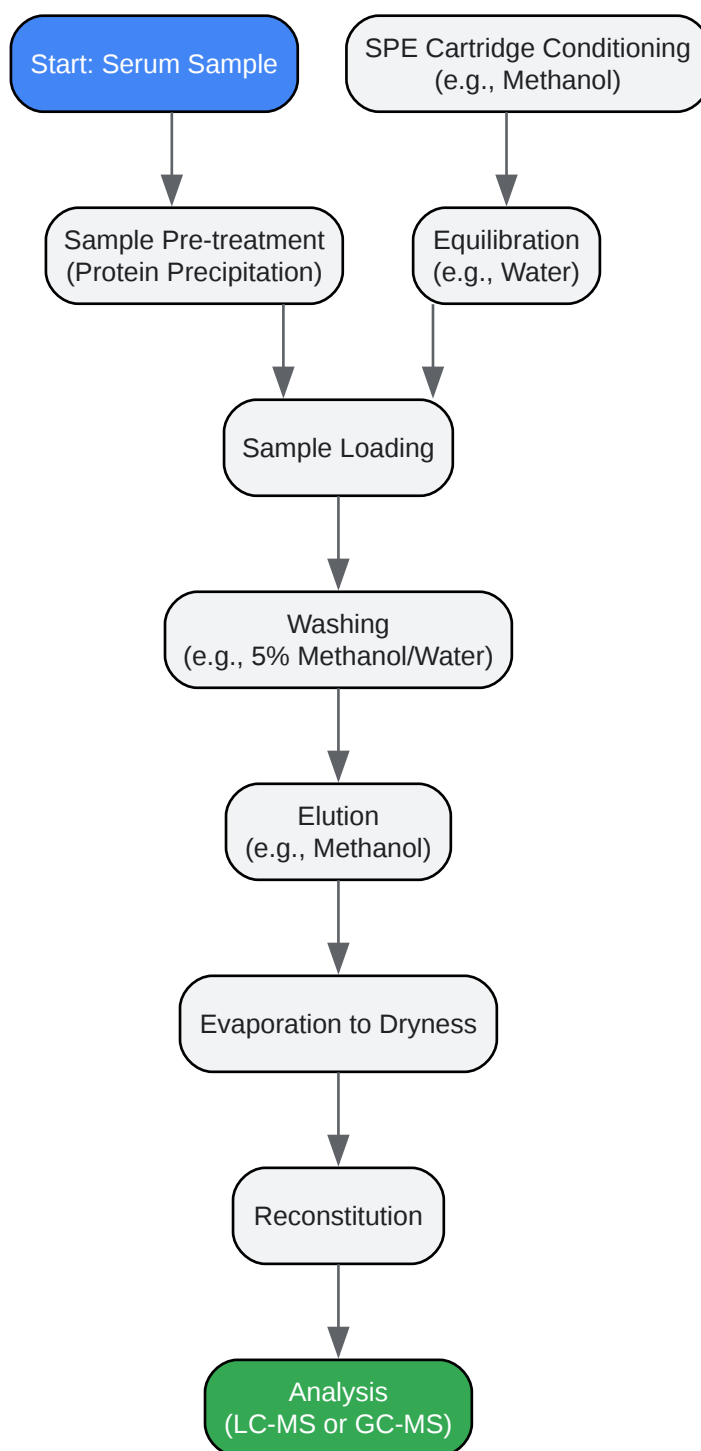 Start: Serum Sample
SPE Cartridge Conditioning
(e.g., Methanol)
Sample Pre-treatment
(Protein Precipitation)
Equilibration
(e.g., Water)
Sample Loading
Washing
(e.g., 5% Methanol/Water)
Elution
(e.g., Methanol)
Evaporation to Dryness
Reconstitution
Analysis
(LC-MS or GC-MS)